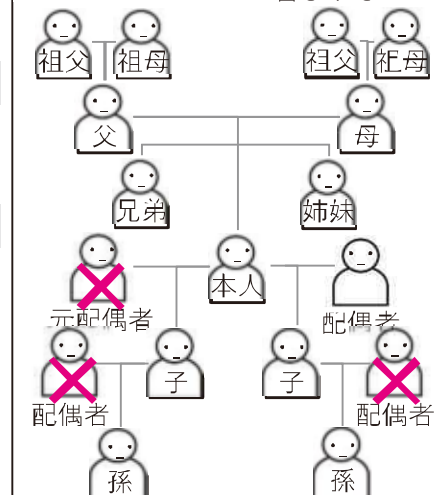 祖父 祖母 祖父 祖母
父 母
兄弟 姉妹
本人
元配偶者 配偶者
子 子
配偶者 配偶者
孫 孫